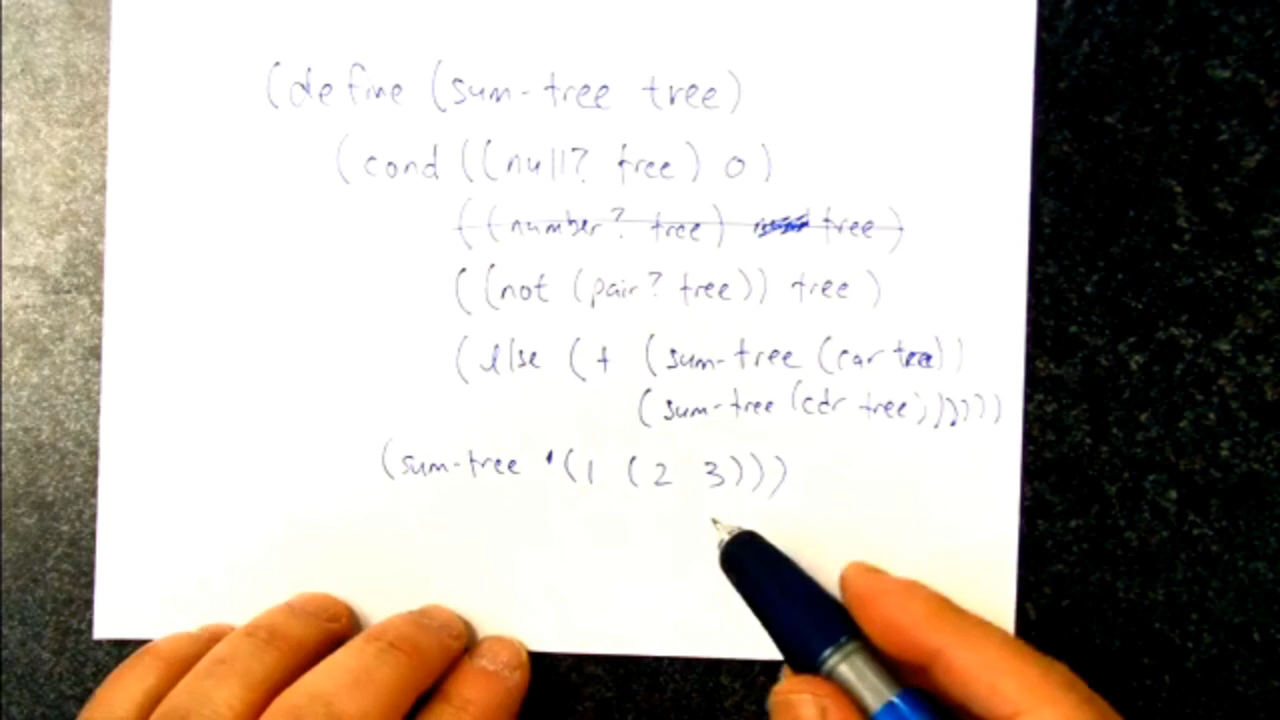 (define (sum-tree tree)
(cond ((null? tree) 0)
((number? tree) tree)
((not (pair? tree)) tree)
(else (+ (sum-tree (car tree))
(sum-tree (cdr tree)))))
(sum-tree '(1 (2 3)))